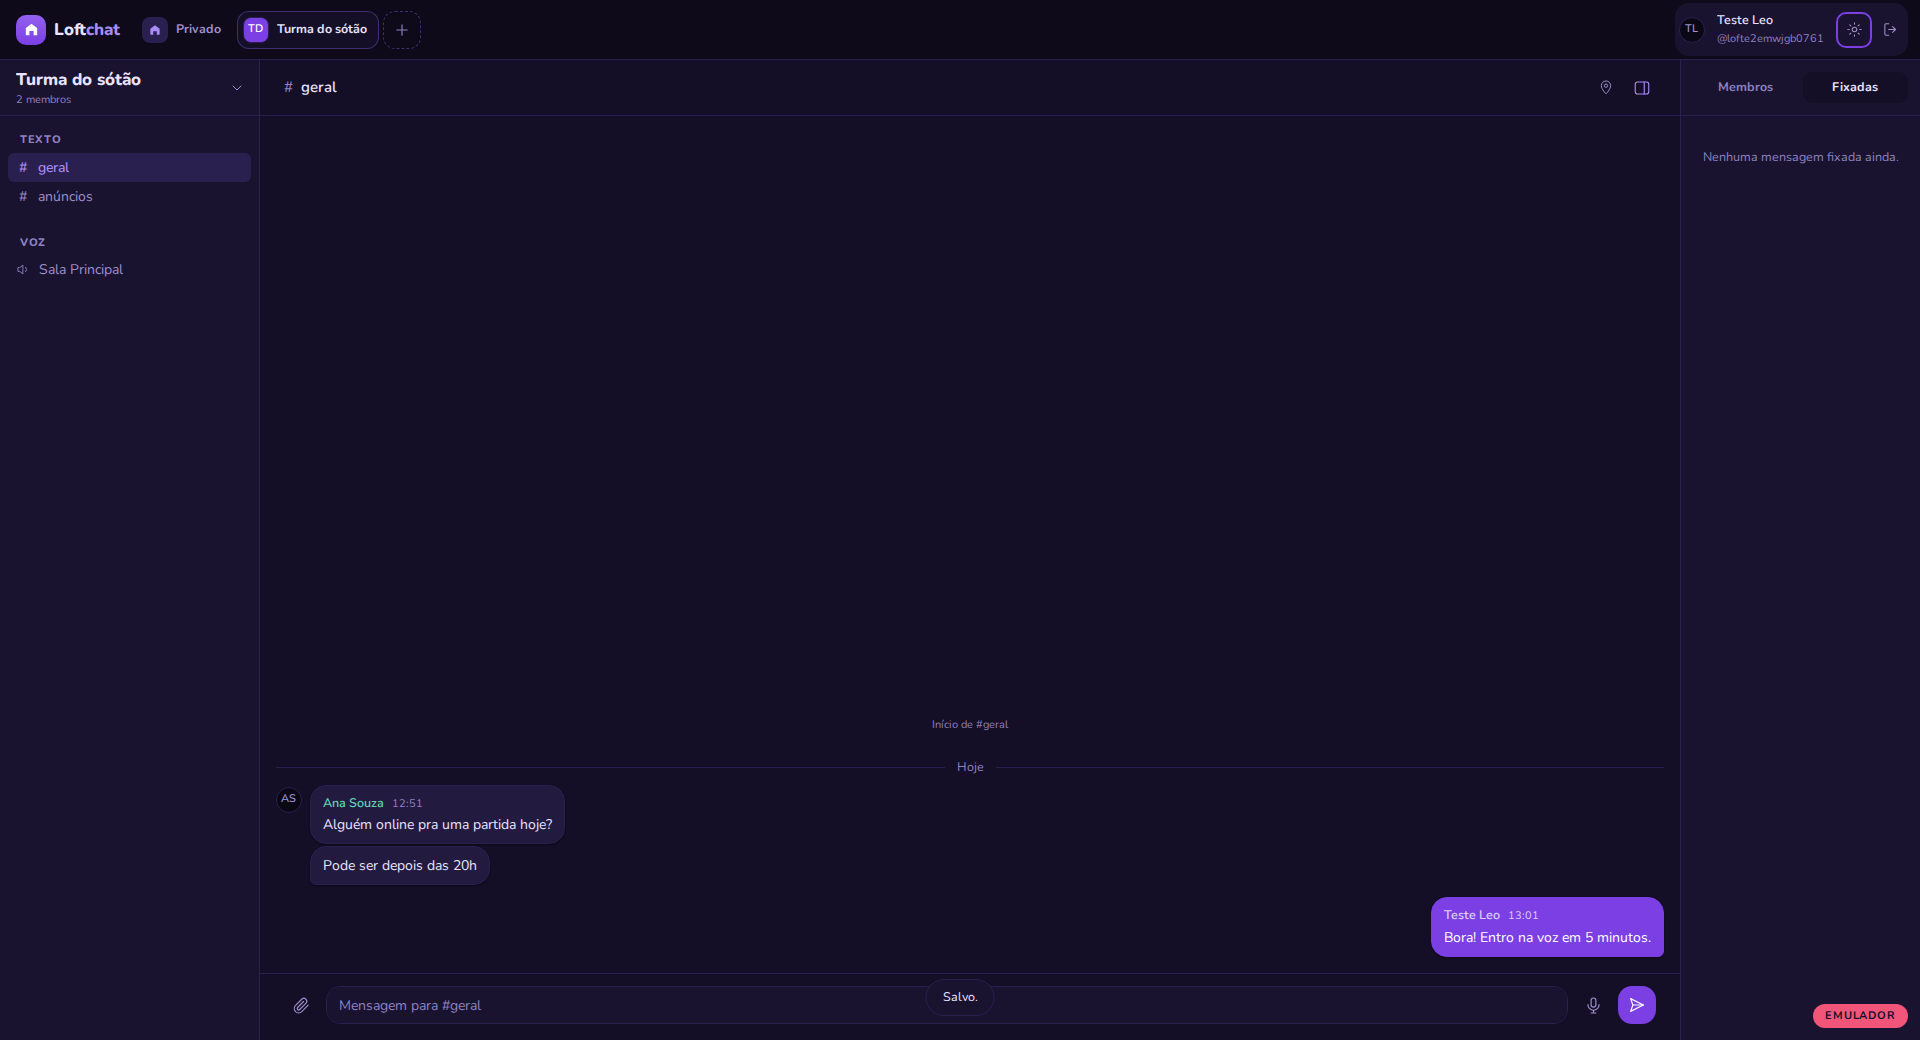 Loftchat
Privado
TD
Turma do sótão
TL
Teste Leo
@lofte2emwjgb0761
Turma do sótão
2 membros
TEXTO
# geral
# anúncios
VOZ
Sala Principal
# geral
Membros
Fixadas
Nenhuma mensagem fixada ainda.
Início de #geral
Hoje
AS
Ana Souza 12:51
Alguém online pra uma partida hoje?
Pode ser depois das 20h
Teste Leo 13:01
Bora! Entro na voz em 5 minutos.
Mensagem para #geral
Salvo.
EMULADOR